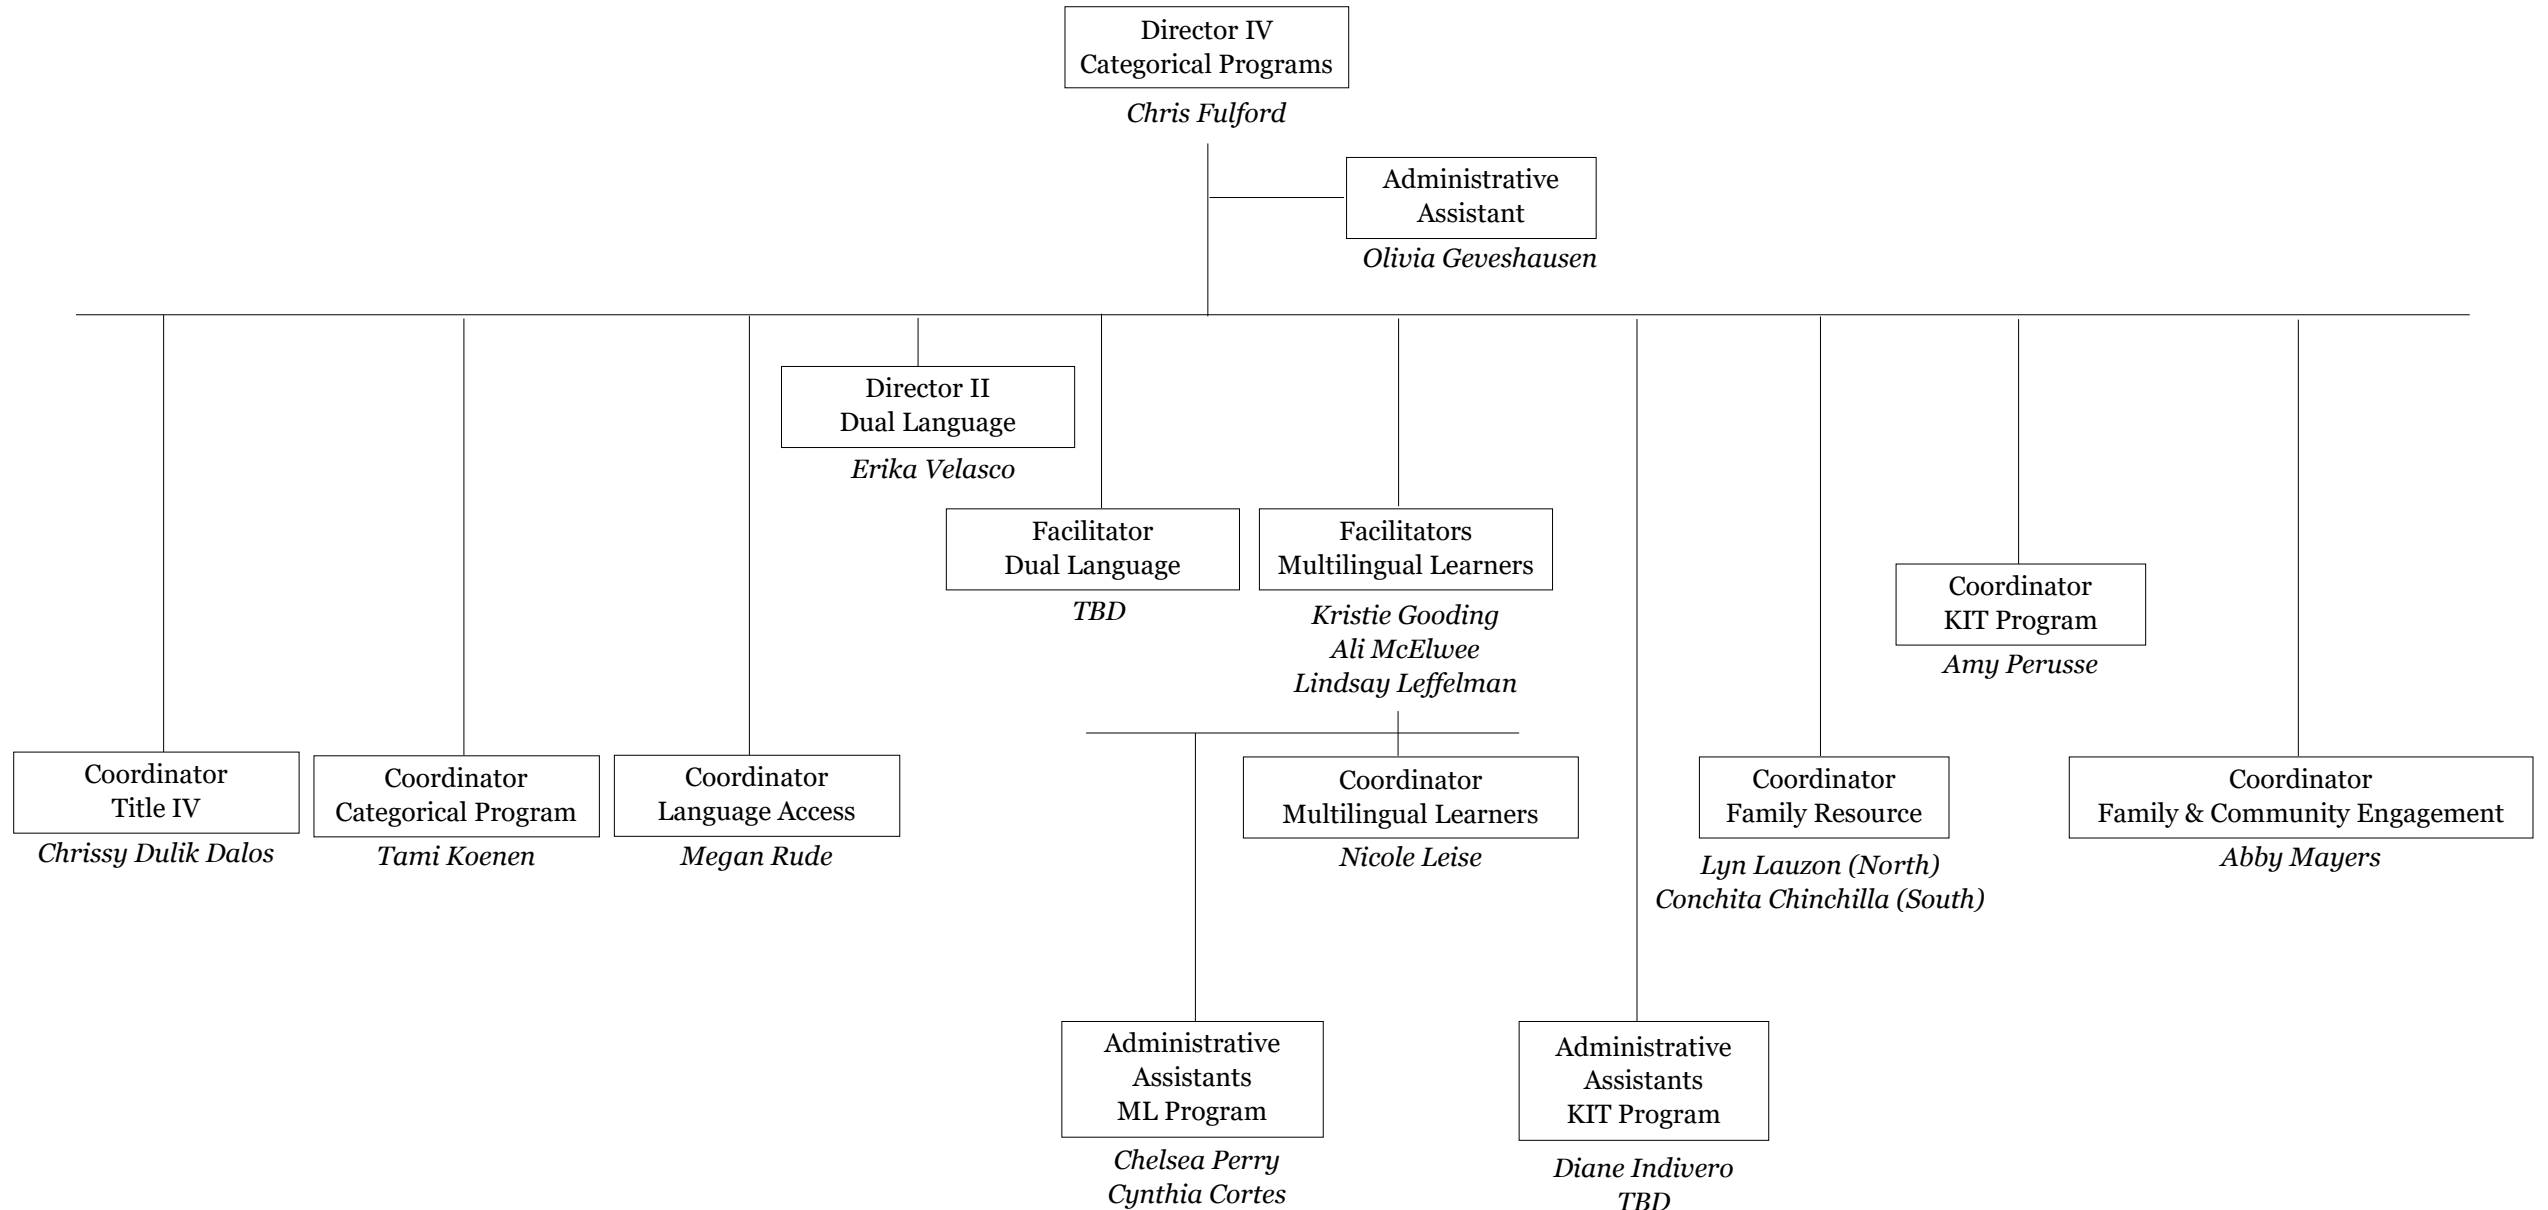 Director IV
Categorical Programs
Chris Fulford
Administrative
Assistant
Olivia Geveshausen
Director II
Dual Language
Erika Velasco
Facilitator
Dual Language
TBD
Facilitators
Multilingual Learners
Kristie Gooding
Ali McElwee
Lindsay Leffelman
Coordinator
KIT Program
Amy Perusse
Coordinator
Title IV
Chrissy Dulik Dalos
Coordinator
Categorical Program
Tami Koenen
Coordinator
Language Access
Megan Rude
Coordinator
Multilingual Learners
Nicole Leise
Coordinator
Family Resource
Lyn Lauzon (North)
Conchita Chinchilla (South)
Coordinator
Family & Community Engagement
Abby Mayers
Administrative
Assistants
ML Program
Chelsea Perry
Cynthia Cortes
Administrative
Assistants
KIT Program
Diane Indivero
TBD